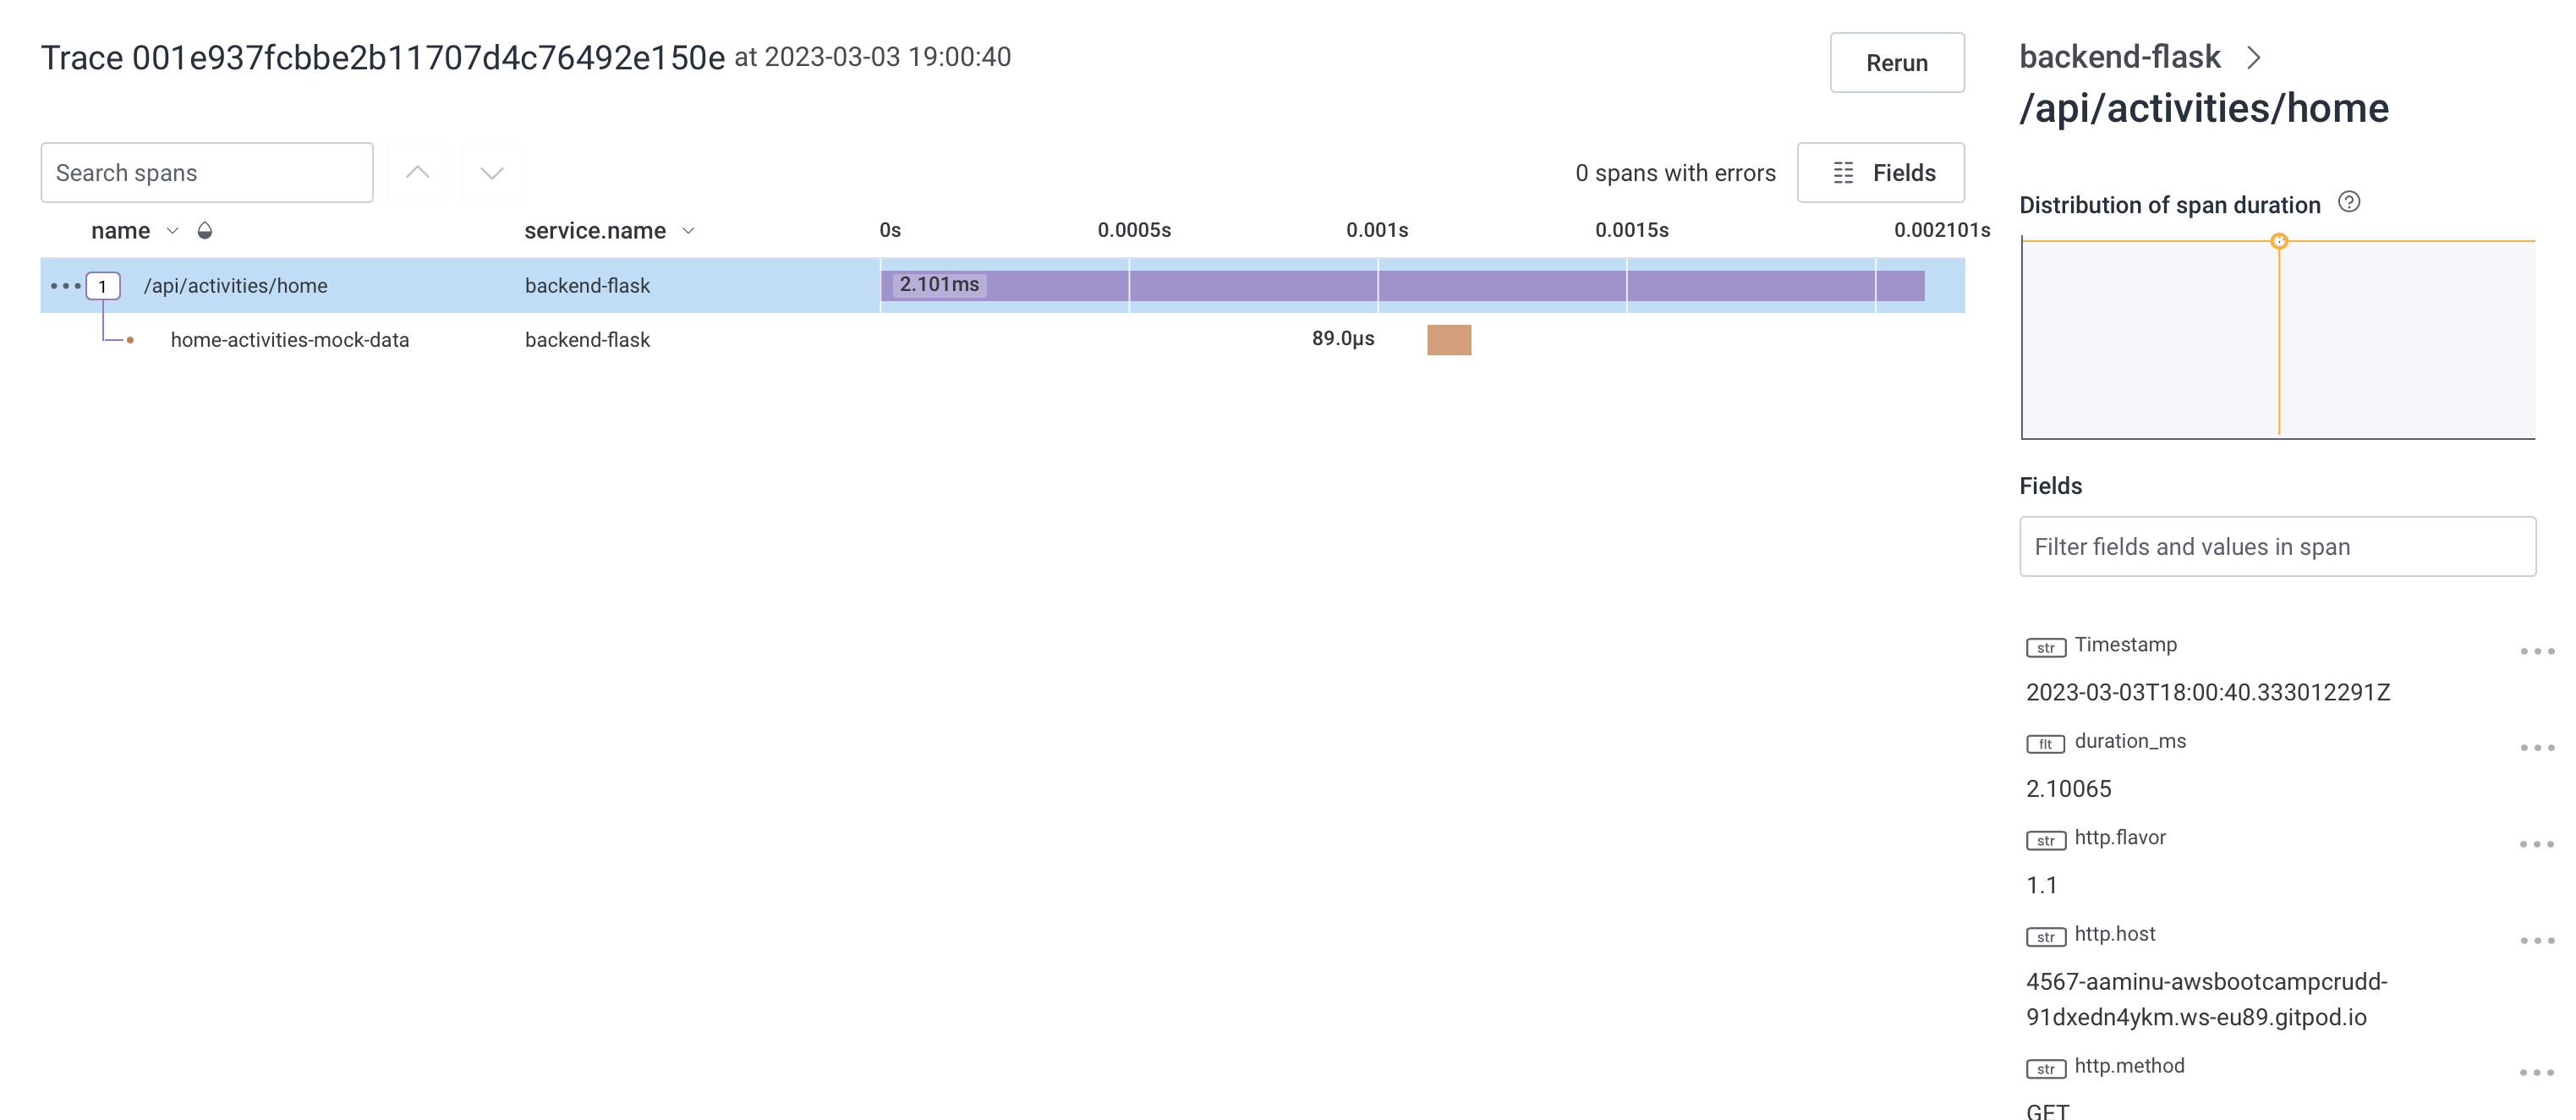 Trace 001e937fcbbe2b11707d4c76492e150e at 2023-03-03 19:00:40
Rerun
Search spans
0 spans with errors
Fields
name service.name 0s 0.0005s 0.001s 0.0015s 0.002101s
1 /api/activities/home backend-flask 2.101ms
home-activities-mock-data backend-flask 89.0µs
backend-flask
/api/activities/home
Distribution of span duration ?
Fields
Filter fields and values in span
str Timestamp
2023-03-03T18:00:40.333012291Z
flt duration_ms
2.10065
str http.flavor
1.1
str http.host
4567-aaminu-awsbootcampcrudd-
91dxedn4ykm.ws-eu89.gitpod.io
str http.method
GET